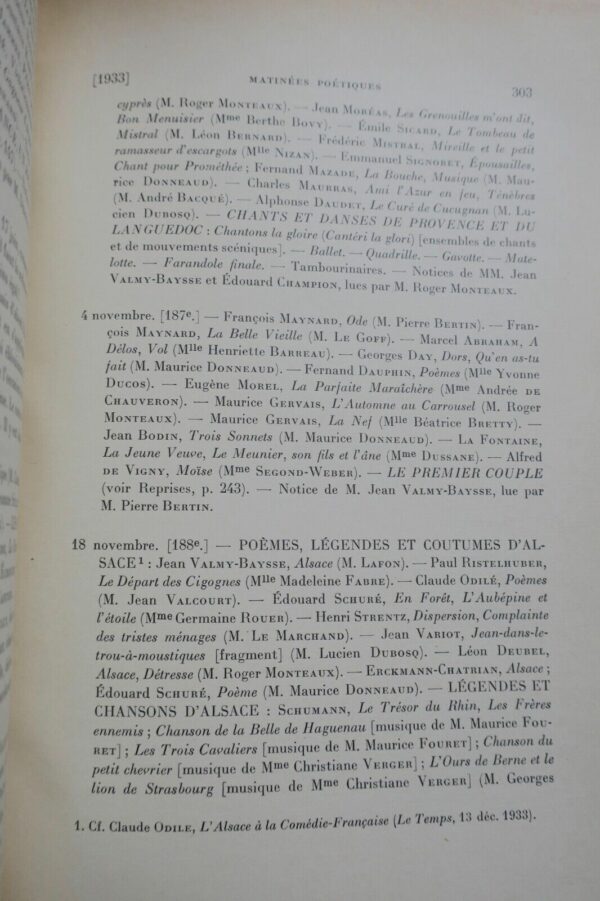 [1933]
MATINÉES POÉTIQUES
303
cyprès (M. Roger MONTEAUX). — Jean MORÉAS, Les Grenouilles m'ont dit,
Bon Menuisier (Mme Berthe BOVY). — Émile SICARD, Le Tombeau de
Mistral (M. Léon BERNARD). — Frédéric MISTRAL, Mireille et le petit
ramasseur d'escargots (Mlle NIZAN). — Emmanuel SIGNORET, Épousailles,
Chant pour Prométhée ; Fernand MAZADE, La Bouche, Musique (M. Mau-
rice DONNEAUD). — Charles MAURRAS, Ami l'Azur en feu, Ténèbres
(M. André BACQUÉ). — Alphonse DAUDET, Le Curé de Cucugnan (M. Lu-
cien DUBOSQ). — CHANTS ET DANSES DE PROVENCE ET DU
LANGUEDOC : Chantons la gloire (Cantéri la glori) [ensembles de chants
et de mouvements scéniques]. — Ballet. — Quadrille. — Gavotte. — Mate-
lotte. — Farandole finale. — Tambourinaires. — Notices de MM. Jean
VALMY-BAYSSE et Édouard CHAMPION, lues par M. Roger MONTEAUX.
4 novembre. [187e.] — François MAYNARD, Ode (M. Pierre BERTIN). — Fran-
çois MAYNARD, La Belle Vieille (M. LE GOFF). — Marcel ABRAHAM, A
Délos, Vol (Mlle Henriette BARREAU). — Georges DAY, Dors, Qu'en as-tu
fait (M. Maurice DONNEAUD). — Fernand DAUPHIN, Poèmes (Mlle Yvonne
DUCOS). — Eugène MOREL, La Parfaite Maraîchère (Mme Andrée DE
CHAUVERON). — Maurice GERVAIS, L'Automne au Carrousel (M. Roger
MONTEAUX). — Maurice GERVAIS, La Nef (Mlle Béatrice BRETTY). —
Jean BODIN, Trois Sonnets (M. Maurice DONNEAUD). — LA FONTAINE,
La Jeune Veuve, Le Meunier, son fils et l'âne (Mme DUSSANE). — Alfred
DE VIGNY, Moïse (Mme SEGOND-WEBER). — LE PREMIER COUPLE
(voir Reprises, p. 243). — Notice de M. Jean VALMY-BAYSSE, lue par
M. Pierre BERTIN.
18 novembre. [188e.] — POÈMES, LÉGENDES ET COUTUMES D'AL-
SACE1 : Jean VALMY-BAYSSE, Alsace (M. LAFON). — Paul RISTELHUBER,
Le Départ des Cigognes (Mlle Madeleine FABRE). — Claude ODILÉ, Poèmes
(M. Jean VALCOURT). — Édouard SCHURÉ, En Forêt, L'Aubépine et
l'étoile (Mme Germaine ROUER). — Henri STRENTZ, Dispersion, Complainte
des tristes ménages (M. LE MARCHAND). — Jean VARIOT, Jean-dans-le-
trou-à-moustiques [fragment] (M. Lucien DUBOSQ). — Léon DEUBEL,
Alsace, Détresse (M. Roger MONTEAUX). — ERCKMANN-CHATRIAN, Alsace ;
Édouard SCHURÉ, Poème (M. Maurice DONNEAUD). — LÉGENDES ET
CHANSONS D'ALSACE : SCHUMANN, Le Trésor du Rhin, Les Frères
ennemis ; Chanson de la Belle de Haguenau [musique de M. Maurice FOU-
RET] ; Les Trois Cavaliers [musique de M. Maurice FOURET] ; Chanson du
petit chevrier [musique de Mme Christiane VERGER] ; L'Ours de Berne et le
lion de Strasbourg [musique de Mme Christiane VERGER] (M. Georges
1. Cf. Claude ODILE, L'Alsace à la Comédie-Française (Le Temps, 13 déc. 1933).